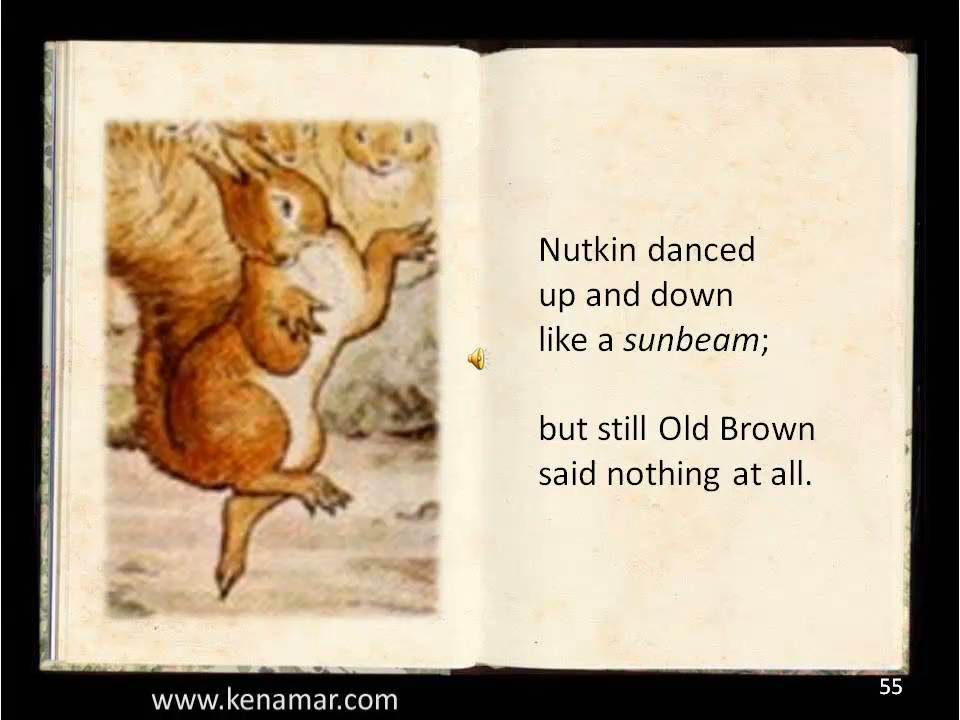 Nutkin danced
up and down
like a sunbeam;
but still Old Brown
said nothing at all.
55
www.kenamar.com